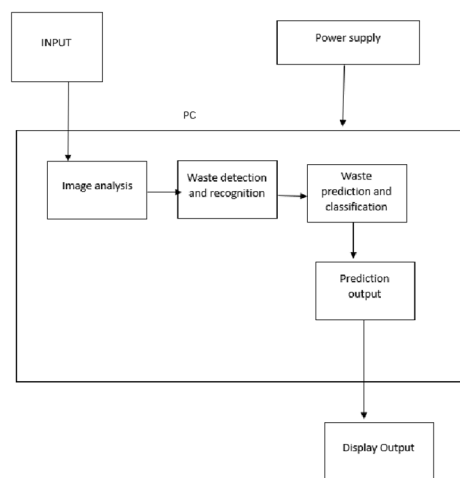 INPUT
Power supply
PC
Image analysis
Waste detection
and recognition
Waste
prediction and
classification
Prediction
output
Display Output